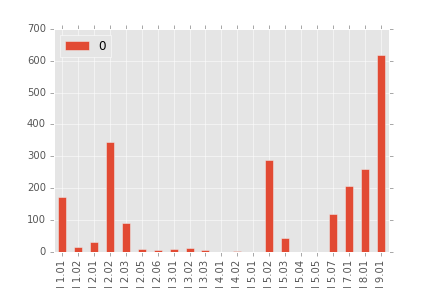 700
600
500
400
300
200
100
0
0
l 1.01
l 1.02
l 2.01
l 2.02
l 2.03
l 2.05
l 2.06
l 3.01
l 3.02
l 3.03
l 4.01
l 4.02
l 5.01
l 5.02
l 5.03
l 5.04
l 5.05
l 5.07
l 7.01
l 8.01
l 9.01